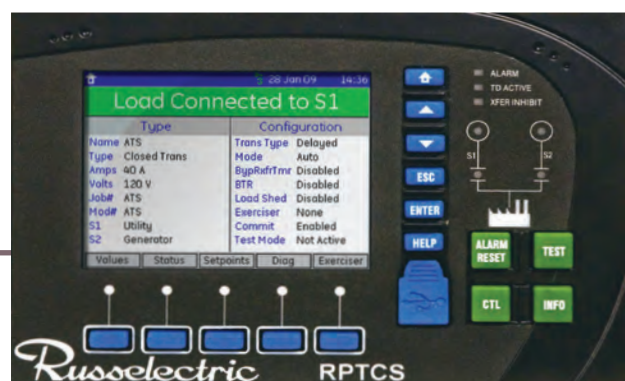 28 Jan 09 14:36
Load Connected to S1
Type Configuration
Name ATS Trans Type Delayed
Type Closed Trans Mode Auto
Amps 40 A BypRxfrTmr Disabled
Volts 120 V BTR Disabled
Job# ATS Load Shed Disabled
Mod# ATS Exerciser None
S1 Utility Commit Enabled
S2 Generator Test Mode Not Active
Values Status Setpoints Diag Exerciser
ESC
ENTER
HELP
ALARM
TD ACTIVE
XFER INHIBIT
S1 S2
ALARM RESET TEST
CTL INFO
Russelectric RPTCS